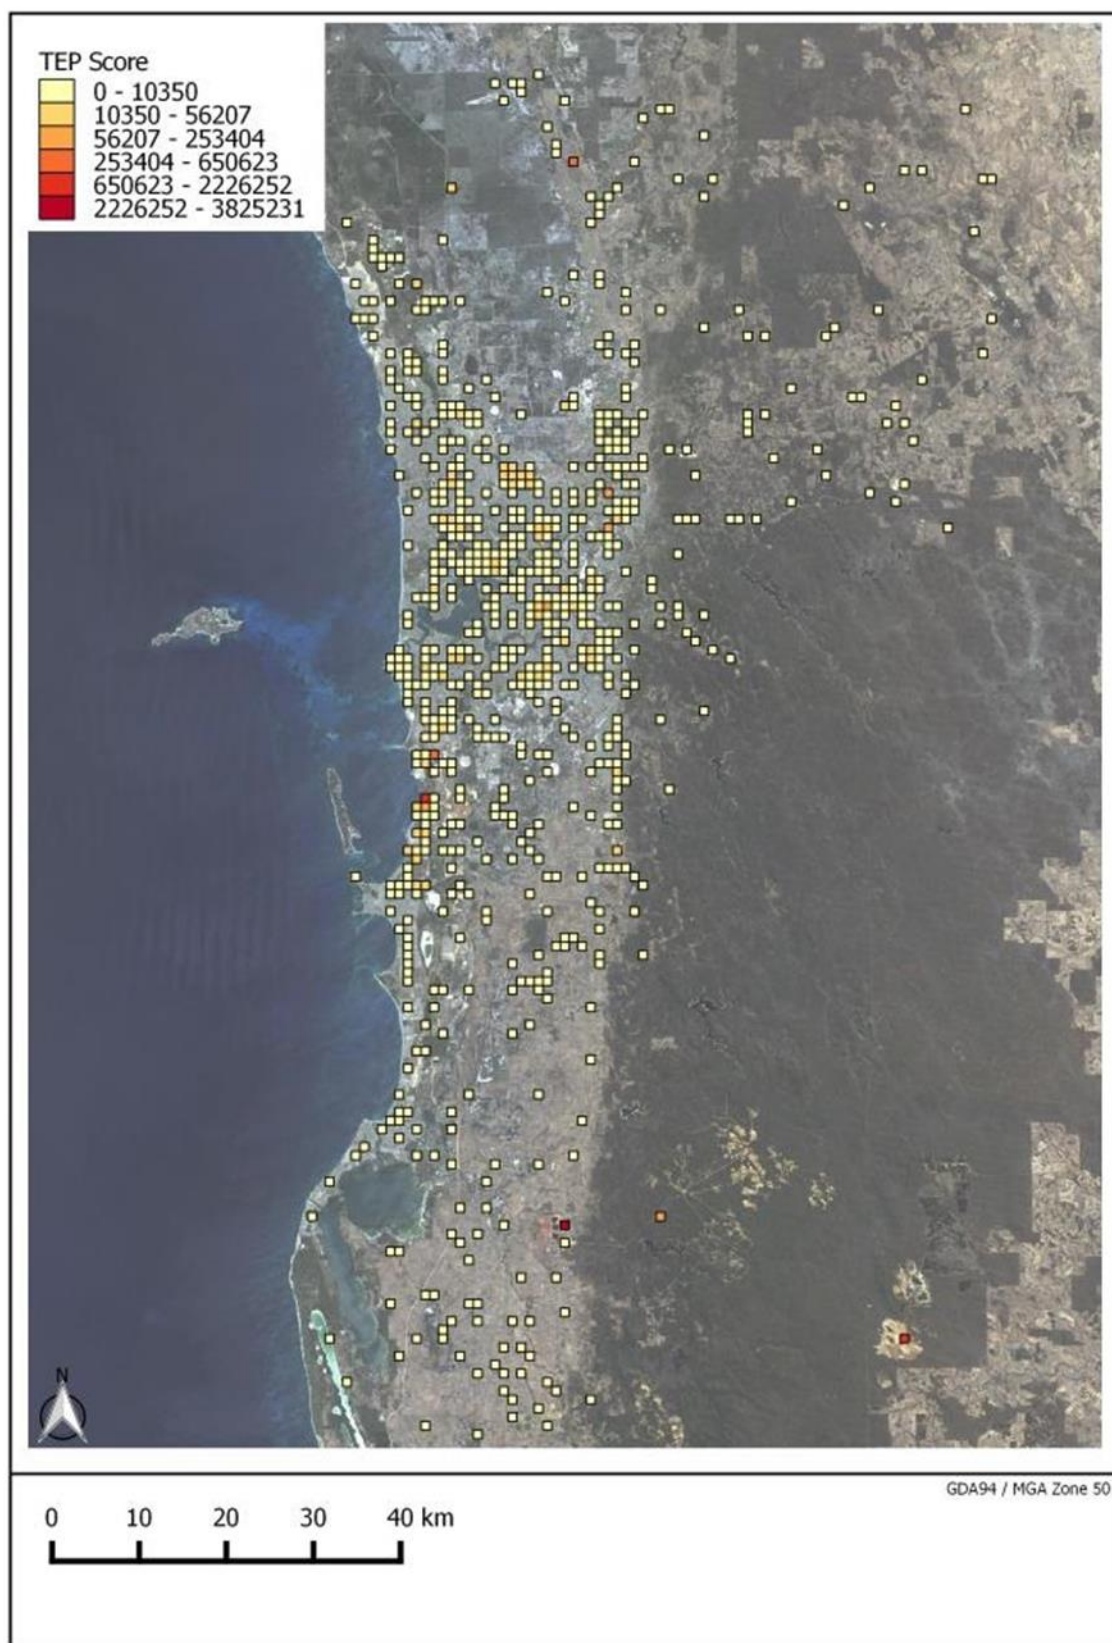 TEP Score
0 - 10350
10350 - 56207
56207 - 253404
253404 - 650623
650623 - 2226252
2226252 - 3825231
N
GDA94 / MGA Zone 50
0 10 20 30 40 km